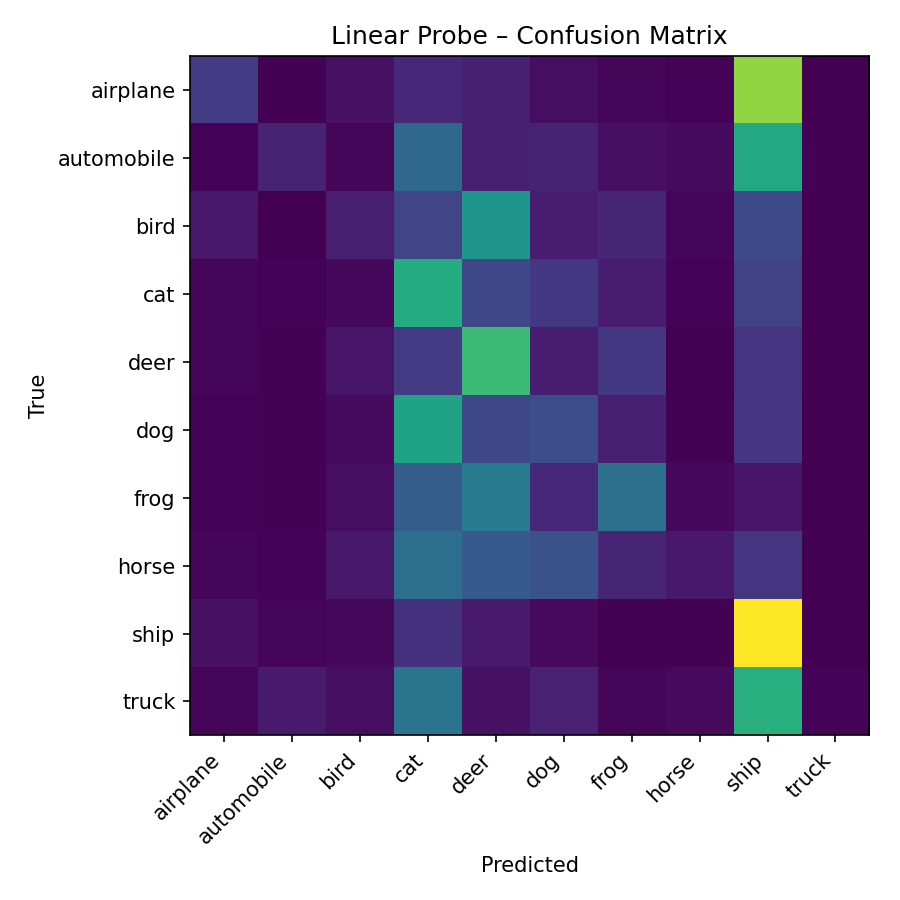 Linear Probe – Confusion Matrix
airplane
automobile
bird
cat
deer
dog
frog
horse
ship
truck
True
airplane
automobile
bird
cat
deer
dog
frog
horse
ship
truck
Predicted